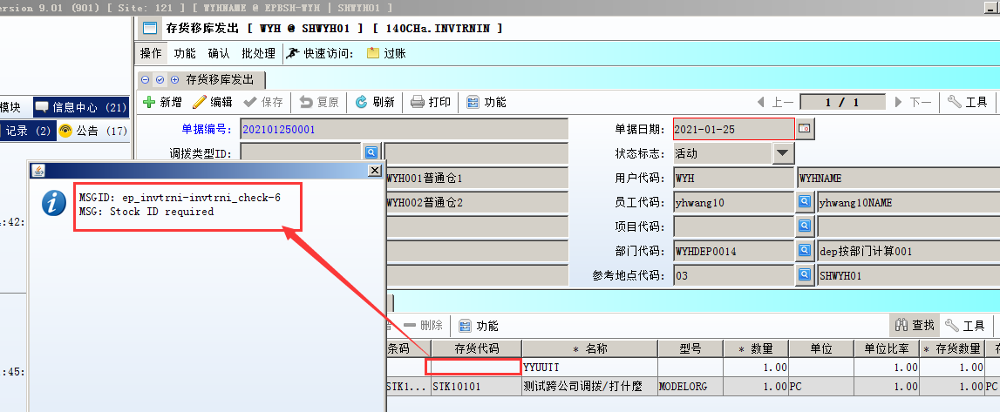 ersion 9.01 (901) [ Site: 121 ] [ WYHNAME @ EPBSH-WYH | SHWYH01 ]
存货移库发出 [ WYH @ SHWYH01 ] [ 140CHa.INVTRNIN ]
操作 功能 确认 批处理 快速访问: 过账
存货移库发出
新增 编辑 保存 复原 刷新 打印 功能 上一 1 / 1 下一 工具
模块 信息中心 (21)
记录 (2) 公告 (17)
单据编号: 202101250001 单据日期: 2021-01-25
调拨类型ID: 状态标志: 活动
WYH001普通仓1 用户代码: WYH WYHNAME
WYH002普通仓2 员工代码: yhwang10 yhwang10NAME
项目代码:
部门代码: WYHDEP0014 dep按部门计算001
参考地点代码: 03 SHWYH01
MSGID: ep_invtrni-invtrni_check-6
MSG: Stock ID required
:42:
删除 功能 查找 工具
条码 存货代码 * 名称 型号 * 数量 单位 单位比率 * 存货数量
YYUUIT 1.00 1.00 1.00
:45:
STK1... STK10101 测试跨公司调拨/打什麼 MODELORG 1.00 PC 1.00 1.00 PC